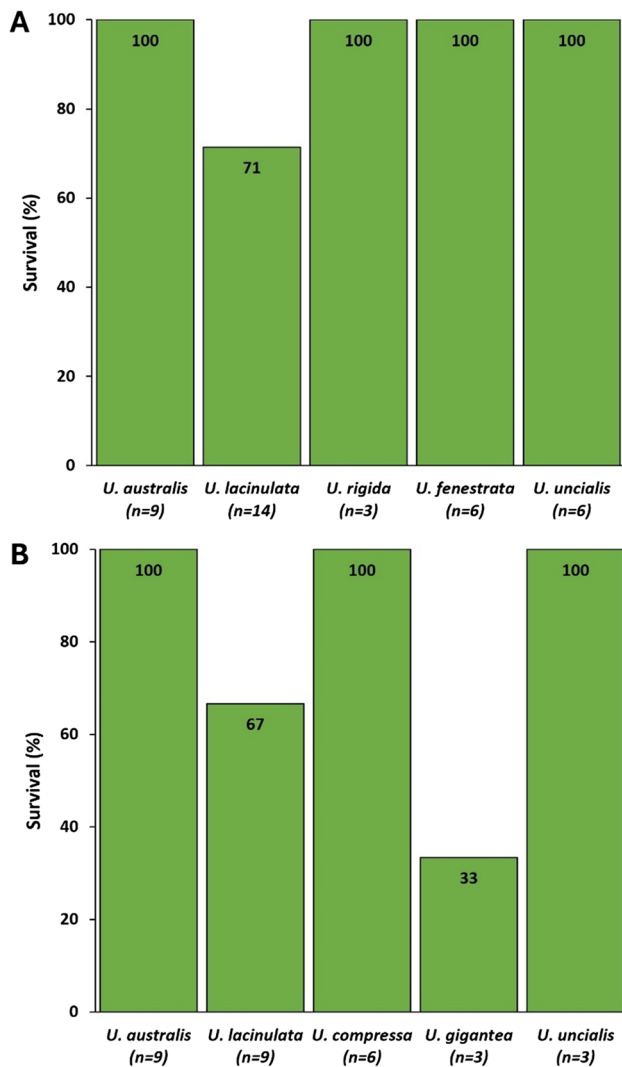 A
100
100
71
100
100
100
80
60
40
20
0
Survival (%)
U. australis U. lacinulata U. rigida U. fenestrata U. uncialis
(n=9) (n=14) (n=3) (n=6) (n=6)
B
100
100
67
100
33
100
80
60
40
20
0
Survival (%)
U. australis U. lacinulata U. compressa U. gigantea U. uncialis
(n=9) (n=9) (n=6) (n=3) (n=3)